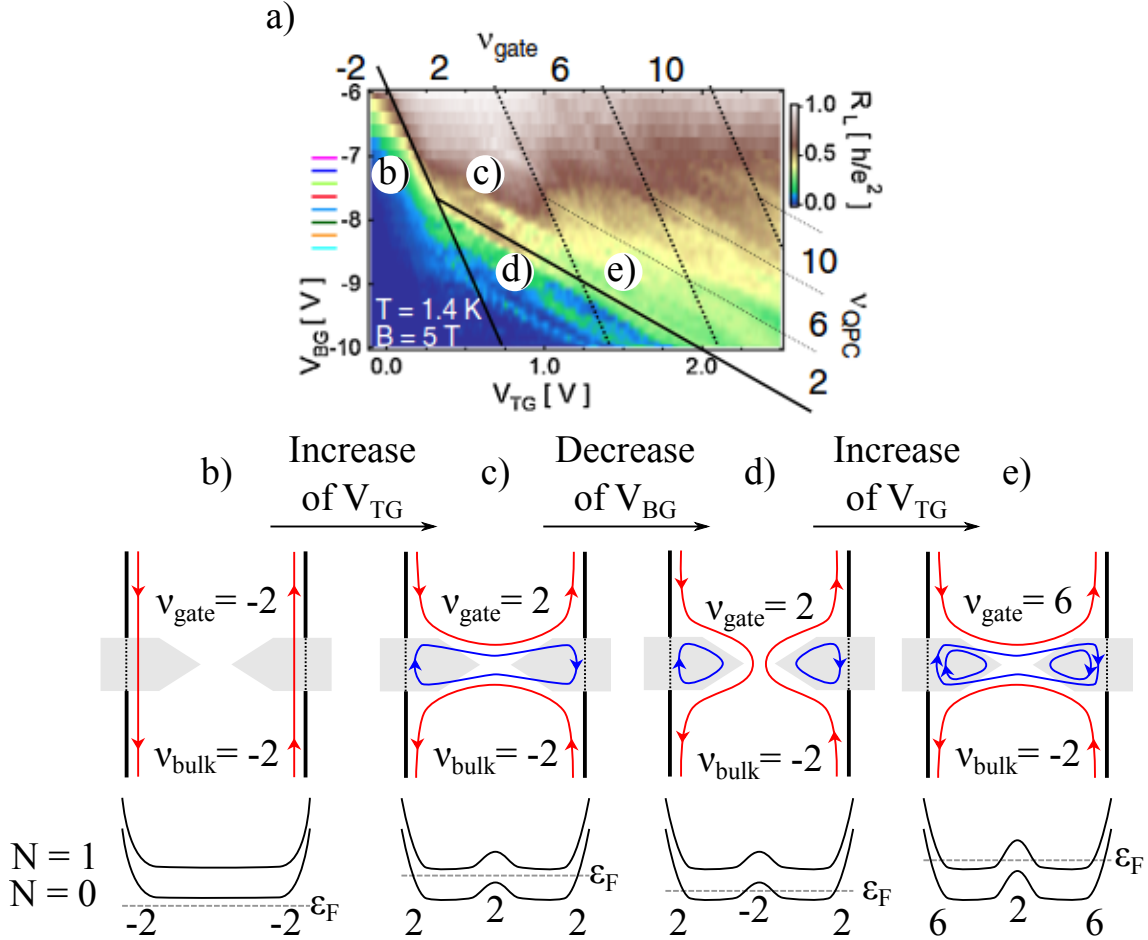 a)
ν_gate
-2 2 6 10
-6
-7
-8
-9
-10
V_BG [ V ]
b)
c)
d)
e)
T = 1.4 K
B = 5 T
1.0
0.5
0.0
R_L [ h/e² ]
10
6
2
ν_QPC
0.0 1.0 2.0
V_TG [ V ]
b) Increase of V_TG c) Decrease of V_BG d) Increase of V_TG e)
ν_gate = -2 ν_gate = 2 ν_gate = 2 ν_gate = 6
ν_bulk = -2 ν_bulk = -2 ν_bulk = -2 ν_bulk = -2
N = 1
N = 0
ε_F ε_F ε_F ε_F
-2 -2 2 2 2 2 -2 2 6 2 6